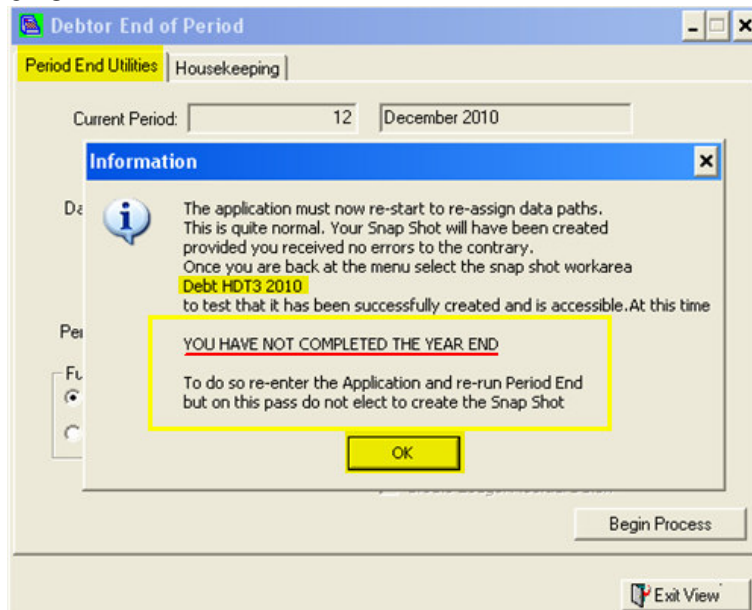 Debtor End of Period
Period End Utilities Housekeeping
Current Period: 12 December 2010
Information
The application must now re-start to re-assign data paths.
This is quite normal. Your Snap Shot will have been created
provided you received no errors to the contrary.
Once you are back at the menu select the snap shot workarea
Debt HDT3 2010
to test that it has been successfully created and is accessible.At this time
YOU HAVE NOT COMPLETED THE YEAR END
To do so re-enter the Application and re-run Period End
but on this pass do not elect to create the Snap Shot
OK
Begin Process
Exit View